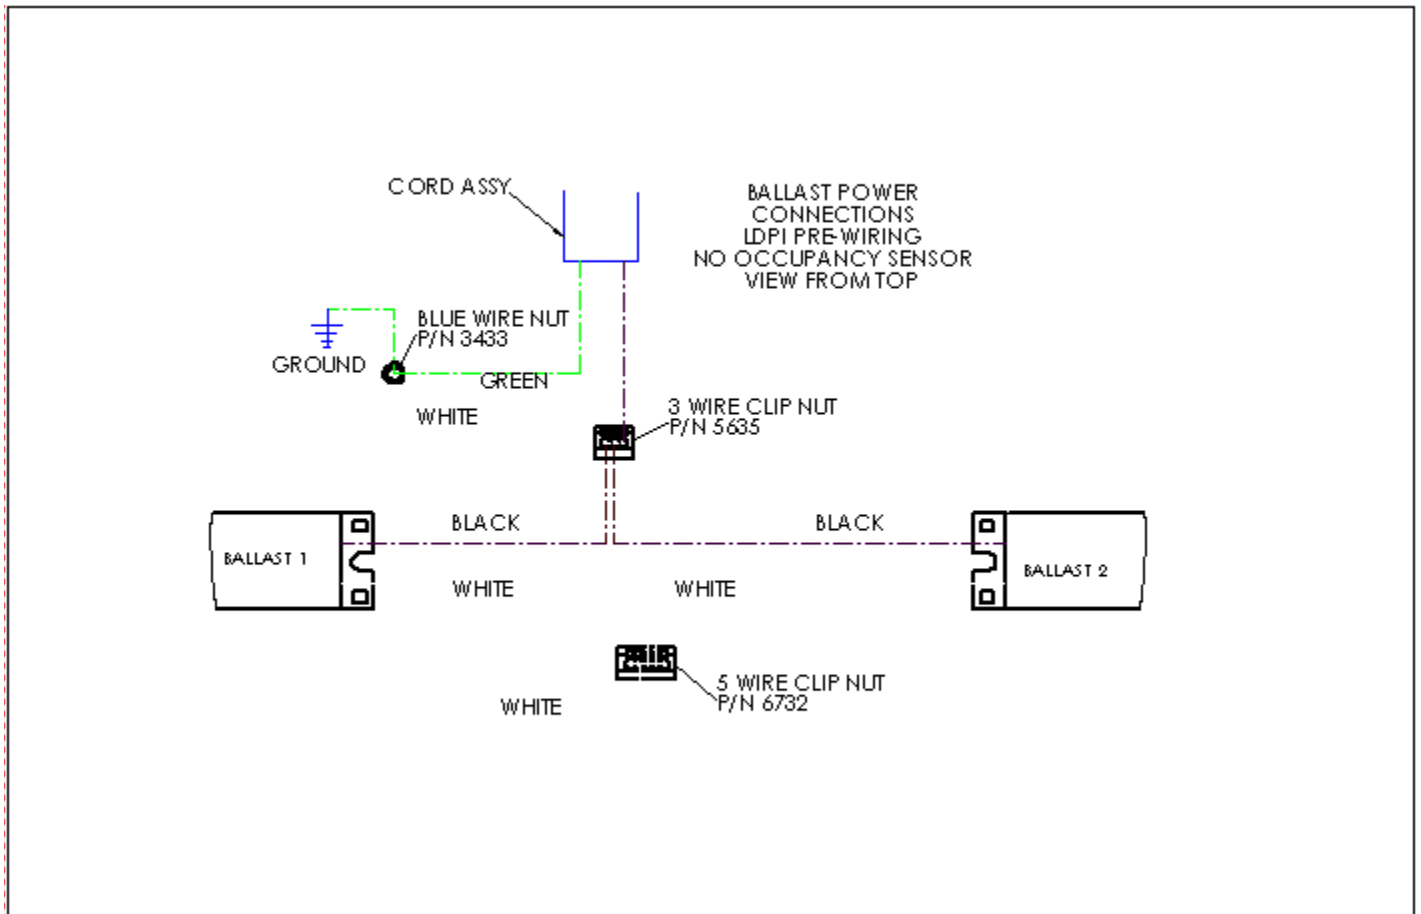 CORD ASSY
BALLAST POWER
CONNECTIONS
LDPI PRE-WIRING
NO OCCUPANCY SENSOR
VIEW FROM TOP
BLUE WIRE NUT
P/N 3433
GROUND
GREEN
WHITE
3 WIRE CLIP NUT
P/N 5635
BLACK
BLACK
BALLAST 1
BALLAST 2
WHITE
WHITE
5 WIRE CLIP NUT
P/N 6732
WHITE